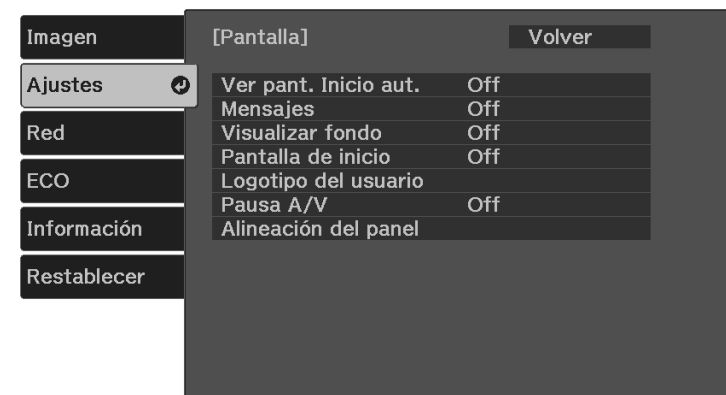 Imagen
Ajustes
Red
ECO
Información
Restablecer
[Pantalla] Volver
Ver pant. Inicio aut. Off
Mensajes Off
Visualizar fondo Off
Pantalla de inicio Off
Logotipo del usuario
Pausa A/V Off
Alineación del panel